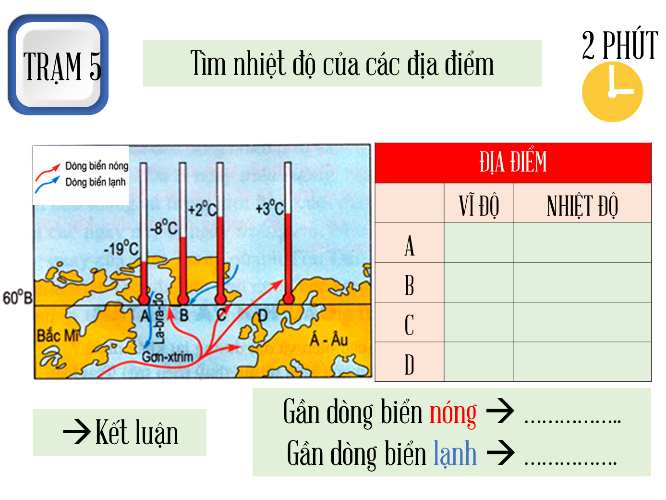 TRẠM 5
Tìm nhiệt độ của các địa điểm
2 PHÚT
Dòng biển nóng
Dòng biển lạnh
-19°C
-8°C
+2°C
+3°C
60°B
A
La-bra-đo
B
C
D
Bắc Mĩ
Gơn-xtrim
Á - Âu
ĐỊA ĐIỂM
VĨ ĐỘ NHIỆT ĐỘ
A
B
C
D
→ Kết luận
Gần dòng biển nóng → ……………..
Gần dòng biển lạnh → …………….